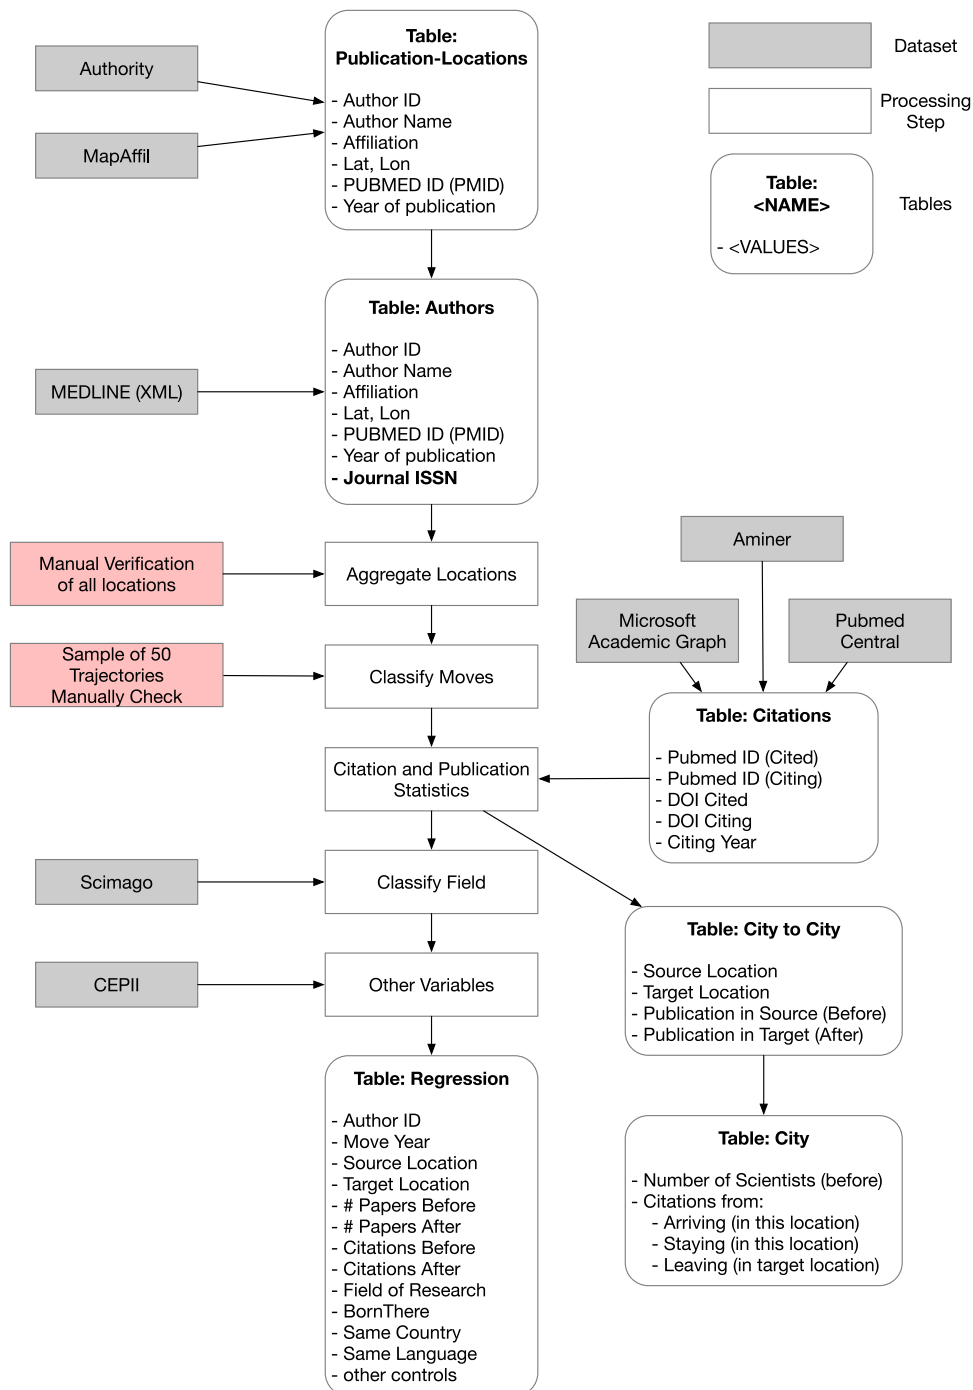 Authority
MapAffil
Table:
Publication-Locations
- Author ID
- Author Name
- Affiliation
- Lat, Lon
- PUBMED ID (PMID)
- Year of publication
Dataset
Processing
Step
Table:
<NAME>
- <VALUES>
Tables
MEDLINE (XML)
Table: Authors
- Author ID
- Author Name
- Affiliation
- Lat, Lon
- PUBMED ID (PMID)
- Year of publication
- Journal ISSN
Manual Verification
of all locations
Aggregate Locations
Sample of 50
Trajectories
Manually Check
Classify Moves
Aminer
Microsoft
Academic Graph
Pubmed
Central
Table: Citations
- Pubmed ID (Cited)
- Pubmed ID (Citing)
- DOI Cited
- DOI Citing
- Citing Year
Citation and Publication
Statistics
Scimago
Classify Field
CEPII
Other Variables
Table: City to City
- Source Location
- Target Location
- Publication in Source (Before)
- Publication in Target (After)
Table: Regression
- Author ID
- Move Year
- Source Location
- Target Location
- # Papers Before
- # Papers After
- Citations Before
- Citations After
- Field of Research
- BornThere
- Same Country
- Same Language
- other controls
Table: City
- Number of Scientists (before)
- Citations from:
- Arriving (in this location)
- Staying (in this location)
- Leaving (in target location)